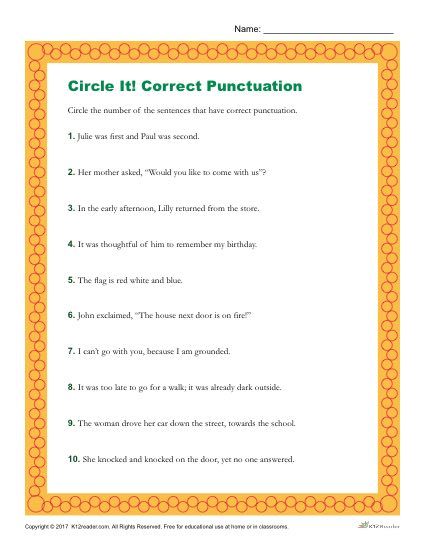 Name: ____________________
Circle It! Correct Punctuation
Circle the number of the sentences that have correct punctuation.
1. Julie was first and Paul was second.
2. Her mother asked, “Would you like to come with us”?
3. In the early afternoon, Lilly returned from the store.
4. It was thoughtful of him to remember my birthday.
5. The flag is red white and blue.
6. John exclaimed, “The house next door is on fire!”
7. I can’t go with you, because I am grounded.
8. It was too late to go for a walk; it was already dark outside.
9. The woman drove her car down the street, towards the school.
10. She knocked and knocked on the door, yet no one answered.
Copyright © 2017 K12reader.com. All Rights Reserved. Free for educational use at home or in classrooms.
K12READER